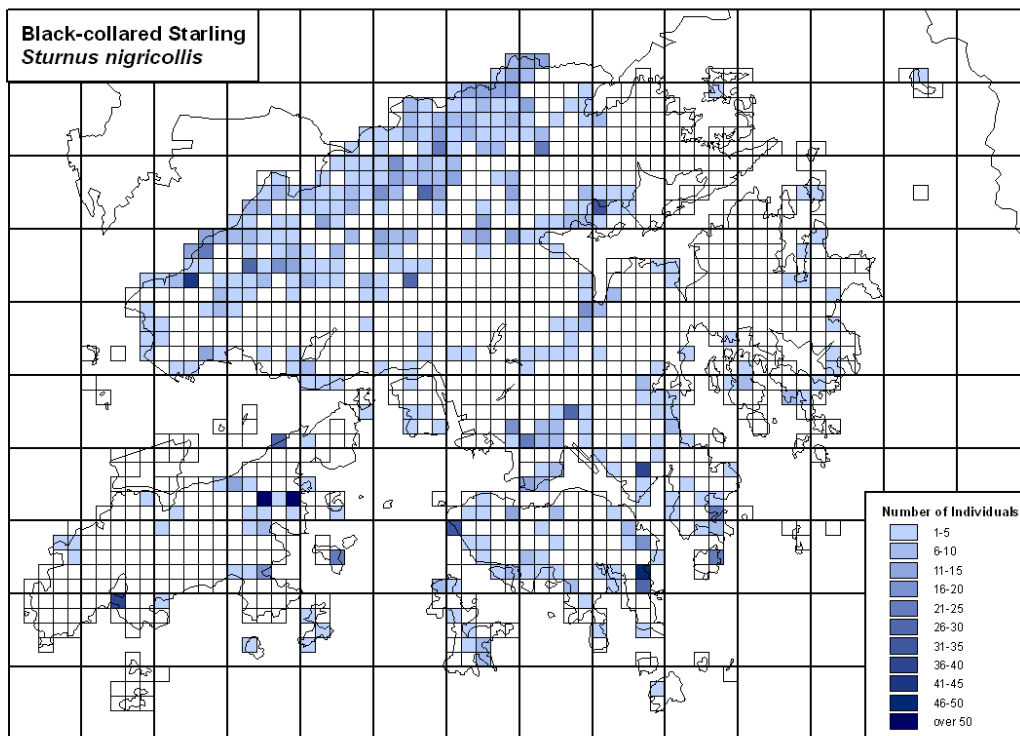 Black-collared Starling
Sturnus nigricollis
Number of Individuals
1-5
6-10
11-15
16-20
21-25
26-30
31-35
36-40
41-45
46-50
over 50